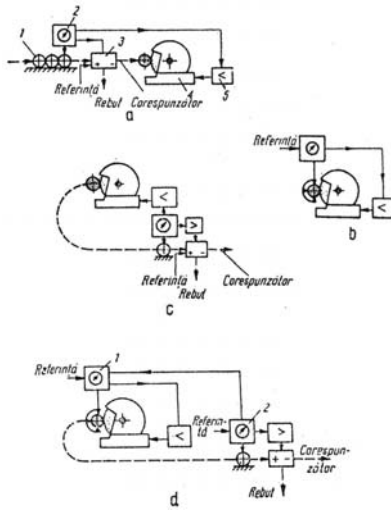 1
2
3
Referință
Rebut
Corespunzător
4
5
a
Referință
<
b
<
>
+ -
Referință
Rebut
Corespunzător
c
Referință
1
<
Referin-
tă
2
>
+ -
Corespun-
zător
Rebut
d